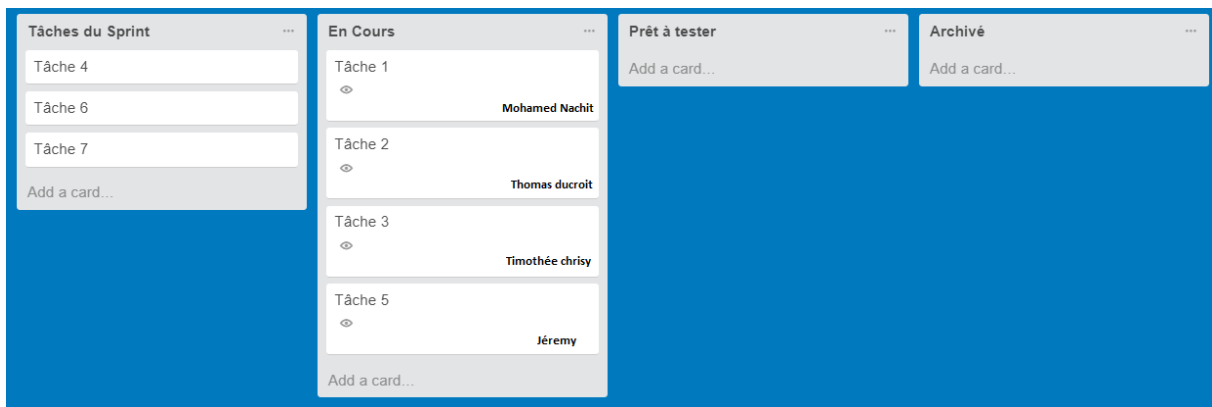 Tâches du Sprint
Tâche 4
Tâche 6
Tâche 7
Add a card...
En Cours
Tâche 1
Mohamed Nachit
Tâche 2
Thomas ducroit
Tâche 3
Timothée chrisy
Tâche 5
Jéremy
Add a card...
Prêt à tester
Add a card...
Archivé
Add a card...